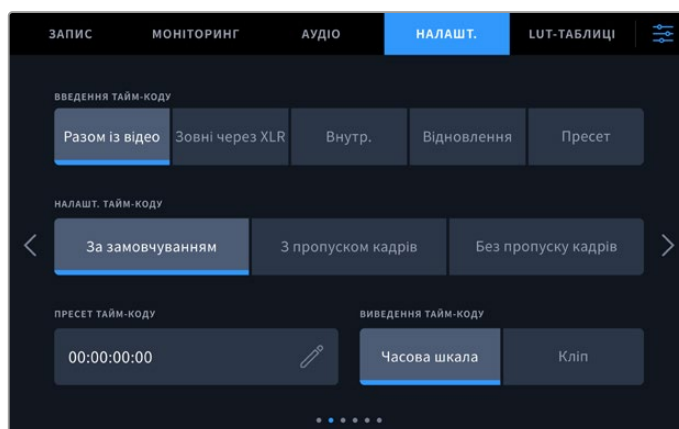 ЗАПИС МОНІТОРИНГ АУДІО НАЛАШТ. LUT-ТАБЛИЦІ
ВВЕДЕННЯ ТАЙМ-КОДУ
Разом із відео Зовні через XLR Внутр. Відновлення Пресет
НАЛАШТ. ТАЙМ-КОДУ
За замовчуванням З пропуском кадрів Без пропуску кадрів
ПРЕСЕТ ТАЙМ-КОДУ ВИВЕДЕННЯ ТАЙМ-КОДУ
00:00:00:00 Часова шкала Кліп